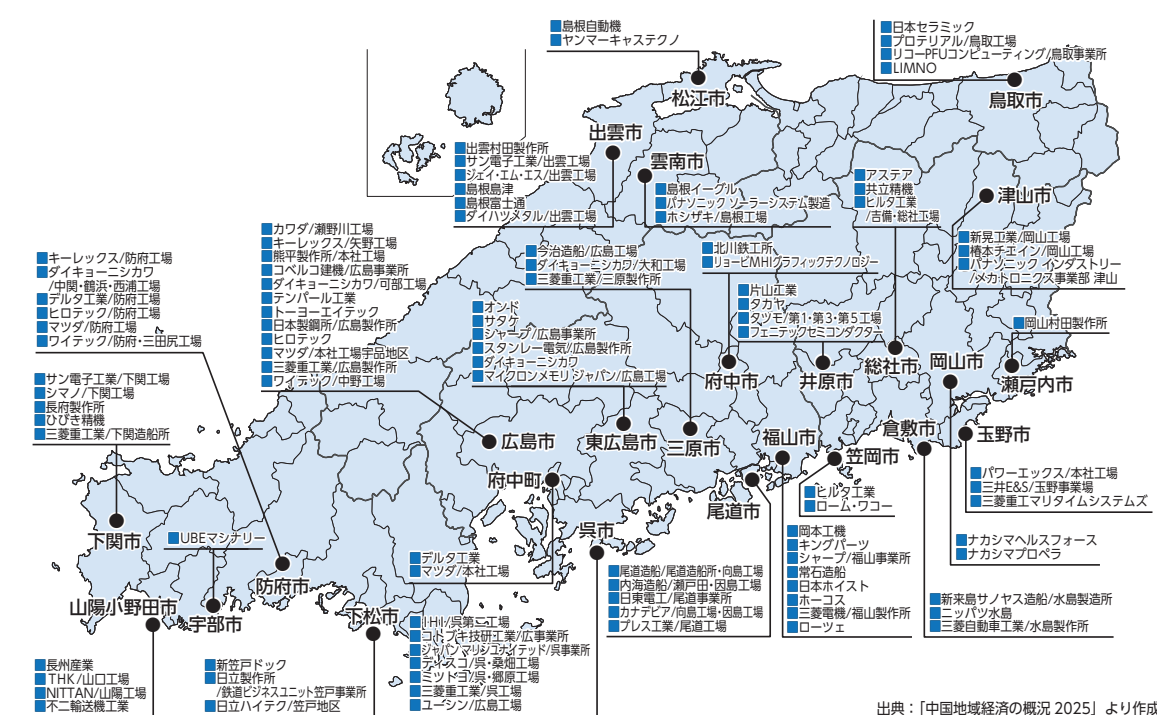 ■島根自動機
■ヤンマーキャステクノ
松江市
■日本セラミック
■プロテリアル/鳥取工場
■リコーPFUコンピューティング/鳥取事業所
■LIMNO
鳥取市
出雲市
■出雲村田製作所
■サン電子工業/出雲工場
■ジェイ・エム・エス/出雲工場
■島根島津
■島根富士通
■ダイハツメタル/出雲工場
雲南市
■島根イーグル
■パナソニック ソーラーシステム製造
■ホシザキ/島根工場
■アステア
■共立精機
■ヒルタ工業
/吉備・総社工場
総社市
津山市
■新晃工業/岡山工場
■椿本チエイン/岡山工場
■パナソニック インダストリー
/メカトロニクス事業部 津山
■キーレックス/防府工場
■ダイキョーニシカワ
/中関・鶴浜・西浦工場
■デルタ工業/防府工場
■ヒロテック/防府工場
■マツダ/防府工場
■ワイテック/防府・三田尻工場
防府市
■カワダ/瀬野川工場
■キーレックス/矢野工場
■熊平製作所/本社工場
■コベルコ建機/広島事業所
■ダイキョーニシカワ/可部工場
■テンパール工業
■トーヨーエイテック
■日本製鋼所/広島製作所
■ヒロテック
■マツダ/本社工場宇品地区
■三菱重工業/広島製作所
■ワイテック/中野工場
広島市
■今治造船/広島工場
■ダイキョーニシカワ/大和工場
■三菱重工業/三原製作所
三原市
■北川鉄工所
■リョービMHIグラフィックテクノロジー
府中市
■片山工業
■タカヤ
■タツモ/第1・第3・第5工場
■フェニテックセミコンダクター
井原市
■オンド
■サタケ
■シャープ/広島事業所
■スタンレー電気/広島製作所
■ダイキョーニシカワ
■マイクロンメモリ ジャパン/広島工場
東広島市
■岡山村田製作所
瀬戸内市
岡山市
■ナカシマヘルスフォース
■ナカシマプロペラ
■サン電子工業/下関工場
■シマノ/下関工場
■長府製作所
■ひびき精機
■三菱重工業/下関造船所
下関市
玉野市
■パワーエックス/本社工場
■三井E&S/玉野事業場
■三菱重工マリタイムシステムズ
倉敷市
■新来島サノヤス造船/水島製造所
■ニッパツ水島
■三菱自動車工業/水島製作所
笠岡市
■ヒルタ工業
■ローム・ワコー
福山市
■岡本工機
■キングパーツ
■シャープ/福山事業所
■常石造船
■日本ホイスト
■ホーコス
■三菱電機/福山製作所
■ローツェ
尾道市
■尾道造船/尾道造船所・向島工場
■内海造船/瀬戸田・因島工場
■日東電工/尾道事業所
■カナデビア/向島工場・因島工場
■プレス工業/尾道工場
府中町
■デルタ工業
■マツダ/本社工場
呉市
■IHI/呉第二工場
■コトブキ技研工業/広事業所
■ジャパン マリンユナイテッド/呉事業所
■ディスコ/呉・桑畑工場
■ミツトヨ/呉・郷原工場
■三菱重工業/呉工場
■ユーシン/広島工場
■UBEマシナリー
宇部市
山陽小野田市
■長州産業
■THK/山口工場
■NITTAN/山陽工場
■不二輸送機工業
下松市
■新笠戸ドック
■日立製作所
/鉄道ビジネスユニット笠戸事業所
■日立ハイテク/笠戸地区
出典:「中国地域経済の概況 2025」より作成